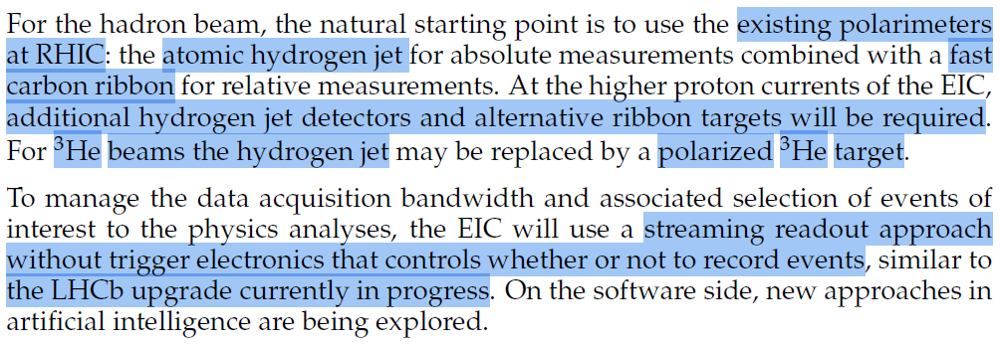 For the hadron beam, the natural starting point is to use the existing polarimeters
at RHIC: the atomic hydrogen jet for absolute measurements combined with a fast
carbon ribbon for relative measurements. At the higher proton currents of the EIC,
additional hydrogen jet detectors and alternative ribbon targets will be required.
For ³He beams the hydrogen jet may be replaced by a polarized ³He target.
To manage the data acquisition bandwidth and associated selection of events of
interest to the physics analyses, the EIC will use a streaming readout approach
without trigger electronics that controls whether or not to record events, similar to
the LHCb upgrade currently in progress. On the software side, new approaches in
artificial intelligence are being explored.